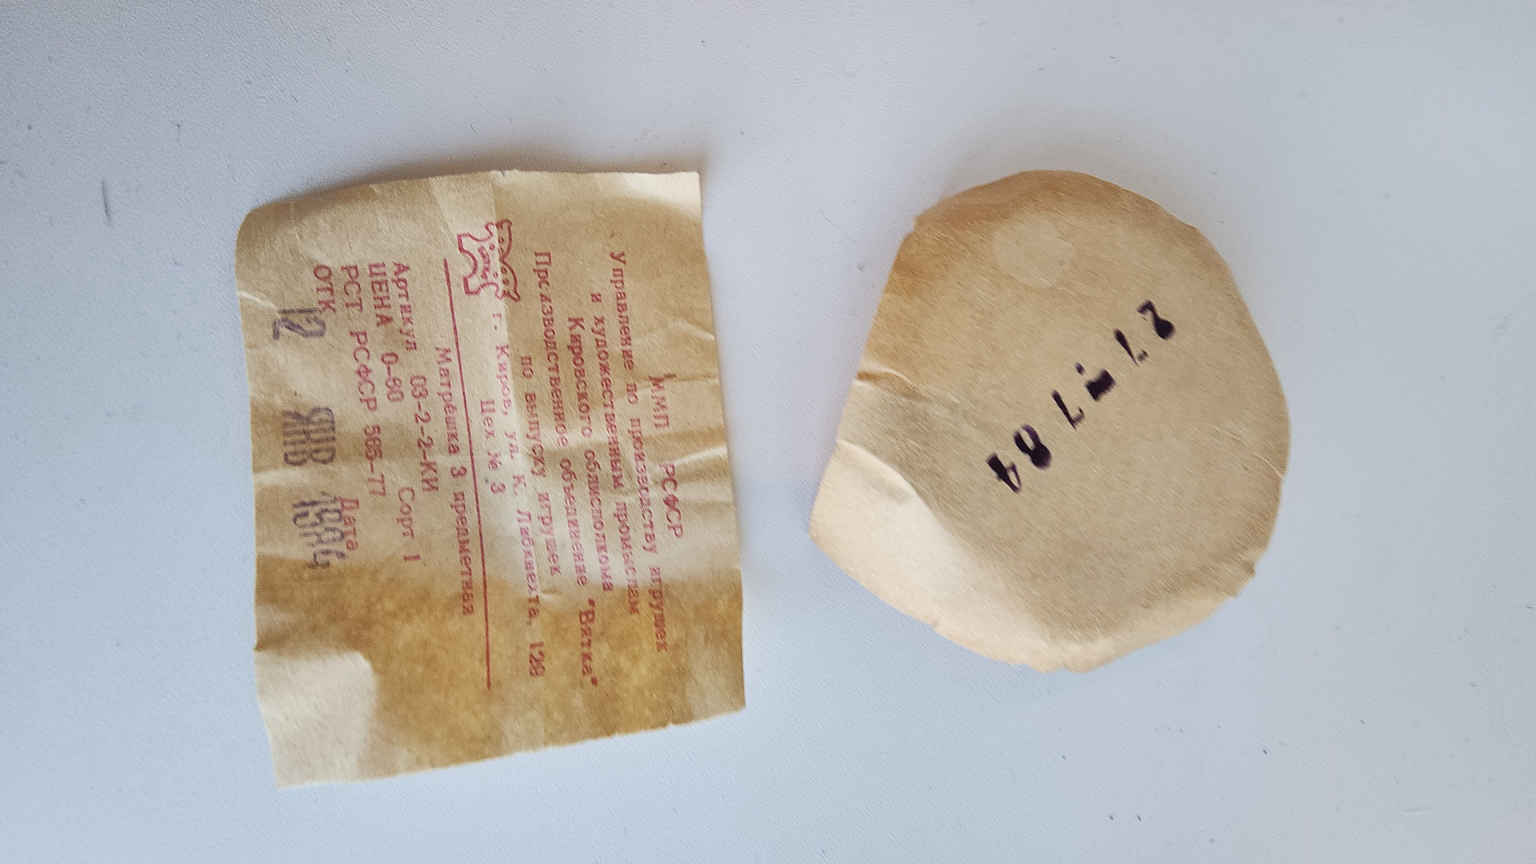 ММП РСФСР
Управление по производству игрушек
и художественным промыслам
Кировского облисполкома
Производственное объединение "Вятка"
по выпуску игрушек
г. Киров, ул. К. Либкнехта, 129
Цех № 3
Матрёшка 3 предметная
Артикул 03-2-2-КИ
ЦЕНА 0-80 Сорт 1
РСТ РСФСР 565-77
ОТК Дата
12 ЯНВ 1984
27 - 7 84